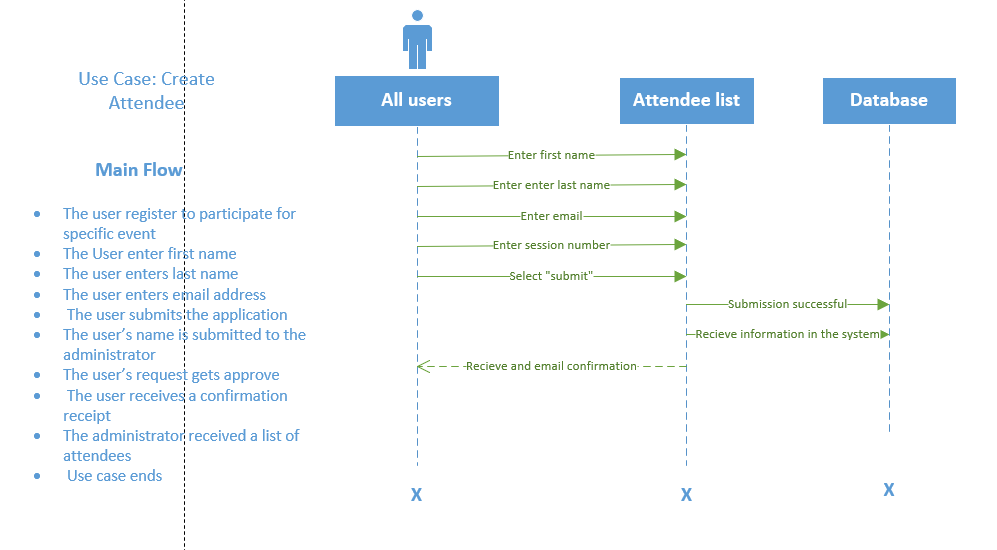 Use Case: Create
Attendee
Main Flow
• The user register to participate for
specific event
• The User enter first name
• The user enters last name
• The user enters email address
• The user submits the application
• The user’s name is submitted to the
administrator
• The user’s request gets approve
• The user receives a confirmation
receipt
• The administrator received a list of
attendees
• Use case ends
All users
Attendee list
Database
Enter first name
Enter enter last name
Enter email
Enter session number
Select "submit"
Submission successful
Recieve information in the system
Recieve and email confirmation
X
X
X